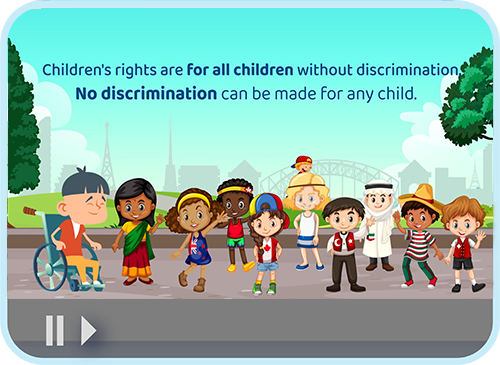 Children's rights are for all children without discrimination.
No discrimination can be made for any child.